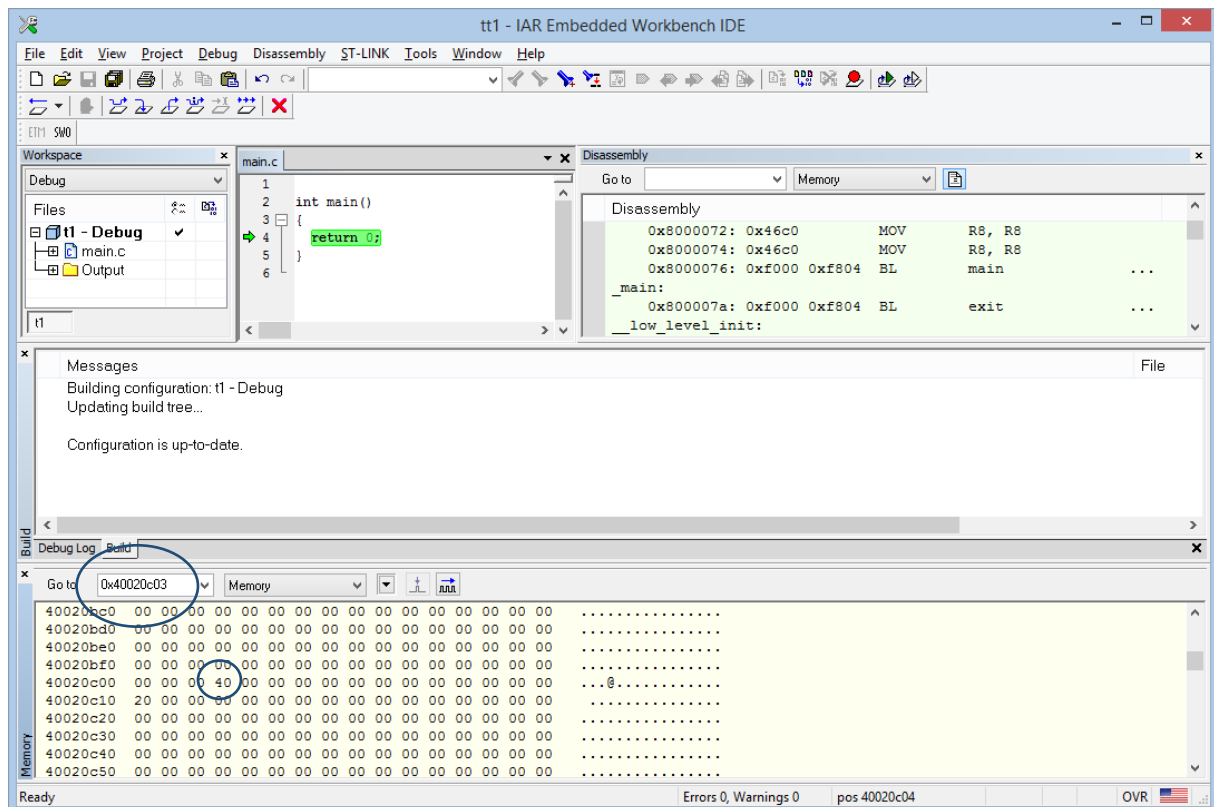 tt1 - IAR Embedded Workbench IDE
File Edit View Project Debug Disassembly ST-LINK Tools Window Help
ETM SWO
Workspace
Debug
Files
t1 - Debug
main.c
Output
t1
main.c
1
2 int main()
3 {
4 return 0;
5 }
6
Disassembly
Go to Memory
Disassembly
0x8000072: 0x46c0 MOV R8, R8
0x8000074: 0x46c0 MOV R8, R8
0x8000076: 0xf000 0xf804 BL main ...
_main:
0x800007a: 0xf000 0xf804 BL exit ...
__low_level_init:
Messages File
Building configuration: t1 - Debug
Updating build tree...
Configuration is up-to-date.
Build
Debug Log Build
Go to 0x40020c03 Memory
40020bc0 00 00 00 00 00 00 00 00 00 00 00 00 00 00 00 00 ................
40020bd0 00 00 00 00 00 00 00 00 00 00 00 00 00 00 00 00 ................
40020be0 00 00 00 00 00 00 00 00 00 00 00 00 00 00 00 00 ................
40020bf0 00 00 00 00 00 00 00 00 00 00 00 00 00 00 00 00 ................
40020c00 00 00 00 40 00 00 00 00 00 00 00 00 00 00 00 00 ...@............
40020c10 20 00 00 00 00 00 00 00 00 00 00 00 00 00 00 00  ...............
40020c20 00 00 00 00 00 00 00 00 00 00 00 00 00 00 00 00 ................
40020c30 00 00 00 00 00 00 00 00 00 00 00 00 00 00 00 00 ................
40020c40 00 00 00 00 00 00 00 00 00 00 00 00 00 00 00 00 ................
40020c50 00 00 00 00 00 00 00 00 00 00 00 00 00 00 00 00 ................
Memory
Ready Errors 0, Warnings 0 pos 40020c04 OVR